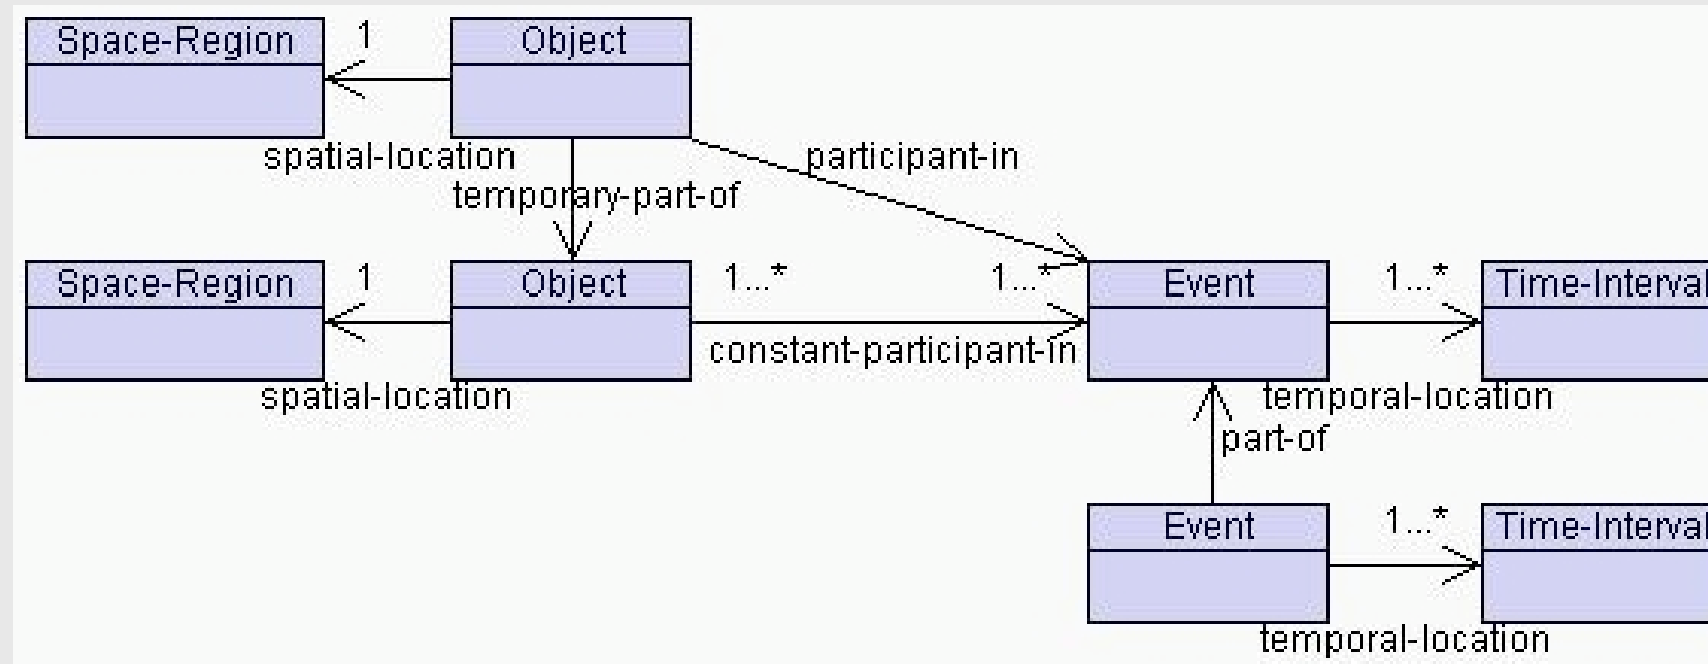 Space-Region 1 Object
spatial-location
participant-in
temporary-part-of
Space-Region 1 Object 1...* 1...* Event 1...* Time-Interval
constant-participant-in
spatial-location
temporal-location
part-of
Event 1...* Time-Interval
temporal-location